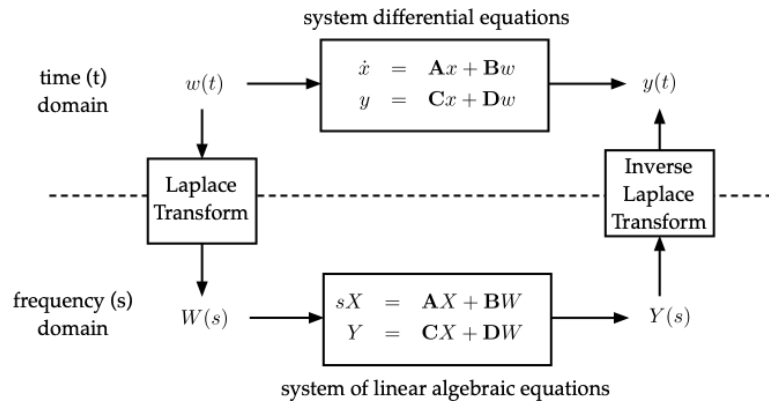 system differential equations
time (t)
domain
w(t)
ẋ = Ax + Bw
y = Cx + Dw
y(t)
Laplace
Transform
Inverse
Laplace
Transform
frequency (s)
domain
W(s)
sX = AX + BW
Y = CX + DW
Y(s)
system of linear algebraic equations